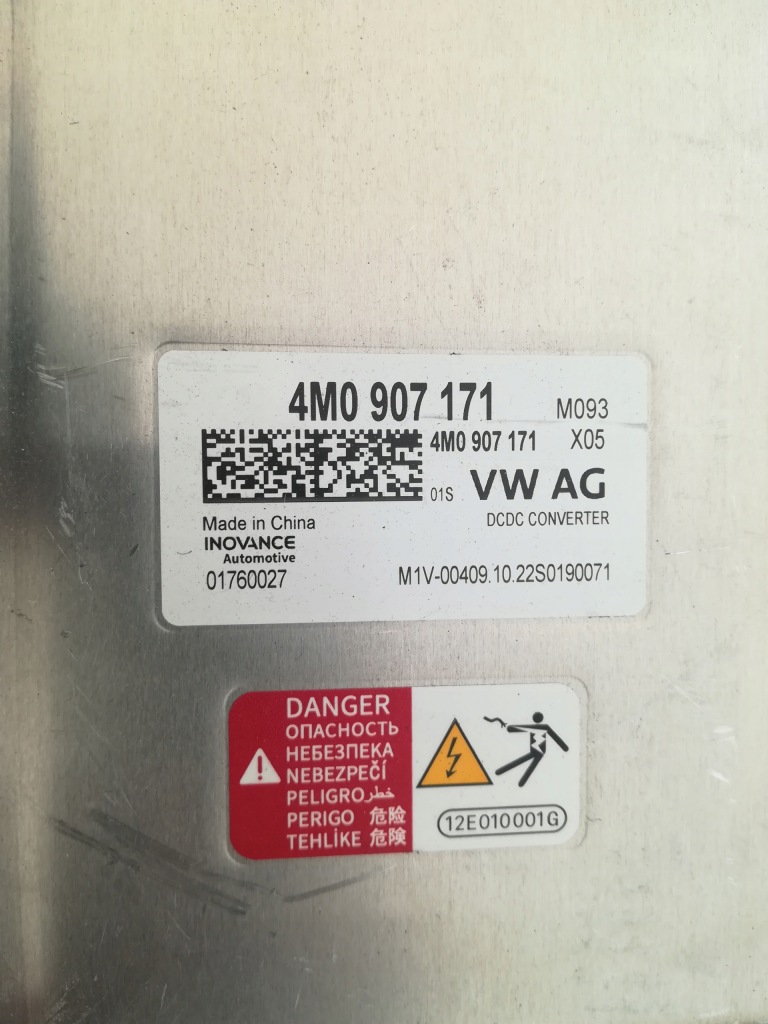 4M0 907 171 M093
4M0 907 171 X05
01S VW AG
Made in China DCDC CONVERTER
INOVANCE
Automotive
01760027 M1V-00409.10.22S0190071
DANGER
ОПАСНОСТЬ
НЕБЕЗПЕКА
NEBEZPEČÍ
PELIGRO خطر
PERIGO 危险
TEHLİKE 危険
12E010001G